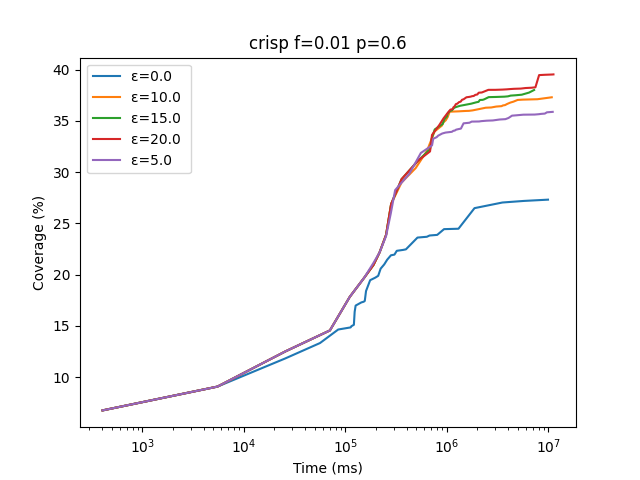 crisp f=0.01 p=0.6
ε=0.0
ε=10.0
ε=15.0
ε=20.0
ε=5.0
Coverage (%)
40
35
30
25
20
15
10
10³ 10⁴ 10⁵ 10⁶ 10⁷
Time (ms)